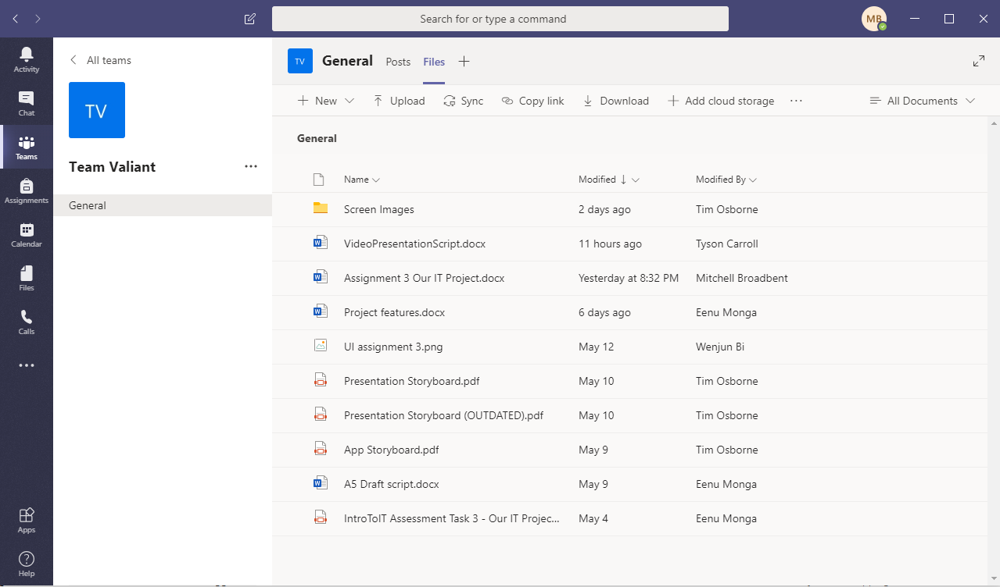 Search for or type a command
MB
Activity
Chat
Teams
Assignments
Calendar
Files
Calls
Apps
Help
All teams
TV
Team Valiant
General
TV General Posts Files
New Upload Sync Copy link Download Add cloud storage All Documents
General
Name Modified Modified By
Screen Images 2 days ago Tim Osborne
VideoPresentationScript.docx 11 hours ago Tyson Carroll
Assignment 3 Our IT Project.docx Yesterday at 8:32 PM Mitchell Broadbent
Project features.docx 6 days ago Eenu Monga
UI assignment 3.png May 12 Wenjun Bi
Presentation Storyboard.pdf May 10 Tim Osborne
Presentation Storyboard (OUTDATED).pdf May 10 Tim Osborne
App Storyboard.pdf May 9 Tim Osborne
A5 Draft script.docx May 9 Eenu Monga
IntroToIT Assessment Task 3 - Our IT Projec... May 4 Eenu Monga